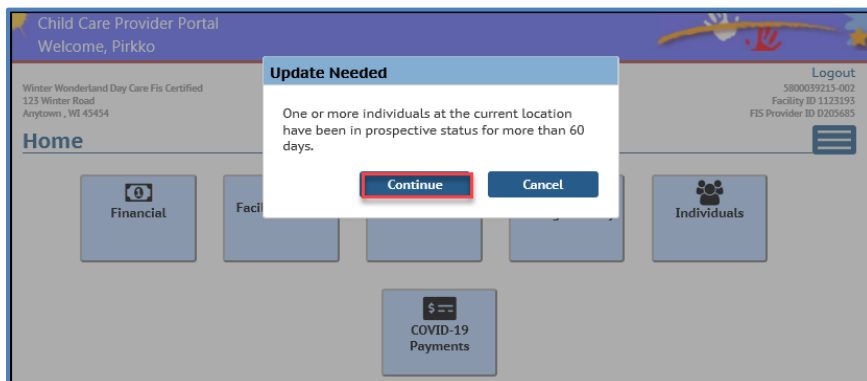 Child Care Provider Portal
Welcome, Pirkko
Logout
Winter Wonderland Day Care Fis Certified
123 Winter Road
Anytown , WI 45454
5800039215-002
Facility ID 1123193
FIS Provider ID D205685
Home
Update Needed
One or more individuals at the current location
have been in prospective status for more than 60
days.
Continue
Cancel
Financial
Individuals
COVID-19
Payments